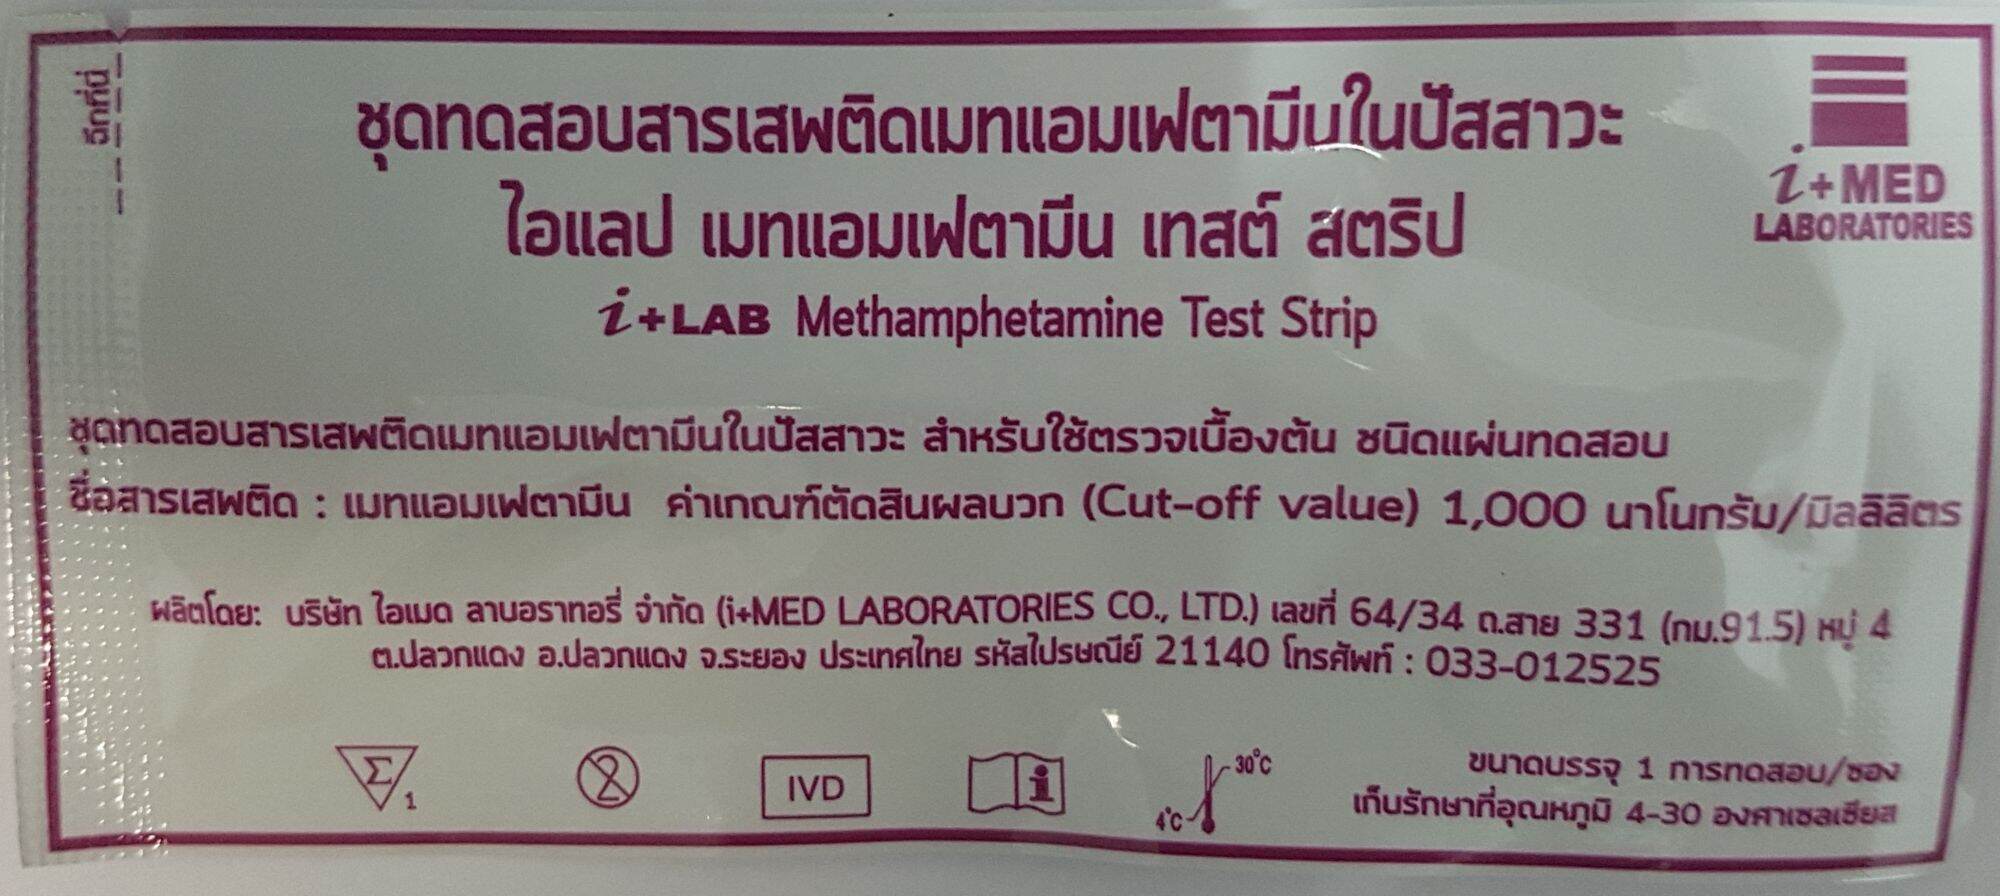 ฉีกที่นี่
ชุดทดสอบสารเสพติดเมทแอมเฟตามีนในปัสสาวะ
ไอแลป เมทแอมเฟตามีน เทสต์ สตริป
i+LAB Methamphetamine Test Strip
i+MED
LABORATORIES
ชุดทดสอบสารเสพติดเมทแอมเฟตามีนในปัสสาวะ สำหรับใช้ตรวจเบื้องต้น ชนิดแผ่นทดสอบ
ชื่อสารเสพติด : เมทแอมเฟตามีน ค่าเกณฑ์ตัดสินผลบวก (Cut-off value) 1,000 นาโนกรัม/มิลลิลิตร
ผลิตโดย: บริษัท ไอเมด ลาบอราทอรี่ จำกัด (i+MED LABORATORIES CO., LTD.) เลขที่ 64/34 ถ.สาย 331 (กม.91.5) หมู่ 4
ต.ปลวกแดง อ.ปลวกแดง จ.ระยอง ประเทศไทย รหัสไปรษณีย์ 21140 โทรศัพท์ : 033-012525
Σ 1
2
IVD
i
30°C
4°C
ขนาดบรรจุ 1 การทดสอบ/ซอง
เก็บรักษาที่อุณหภูมิ 4-30 องศาเซลเซียส